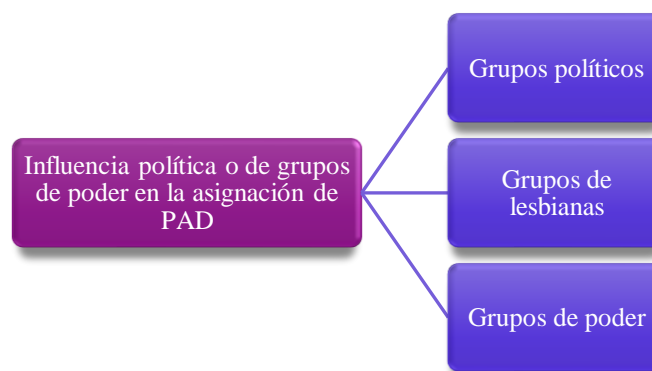 Influencia política o de grupos
de poder en la asignación de
PAD
Grupos políticos
Grupos de
lesbianas
Grupos de poder